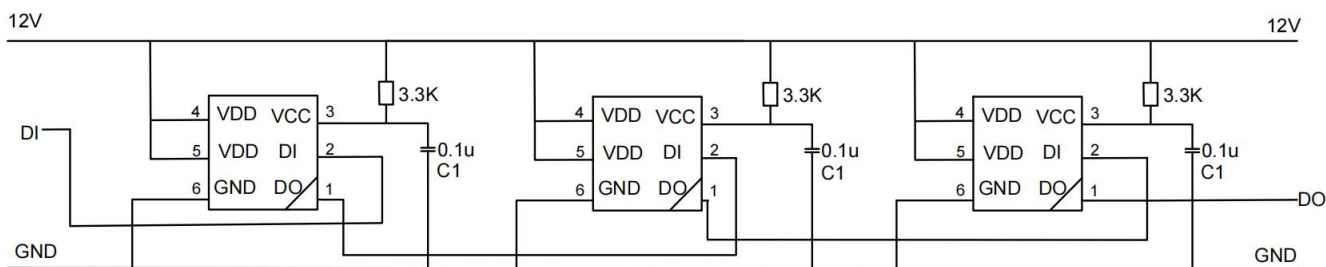 12V 12V
3.3K 3.3K 3.3K
4 VDD VCC 3 4 VDD VCC 3 4 VDD VCC 3
DI
5 VDD DI 2 0.1u 5 VDD DI 2 0.1u 5 VDD DI 2 0.1u
C1 C1 C1
6 GND DO 1 6 GND DO 1 6 GND DO 1 DO
GND GND